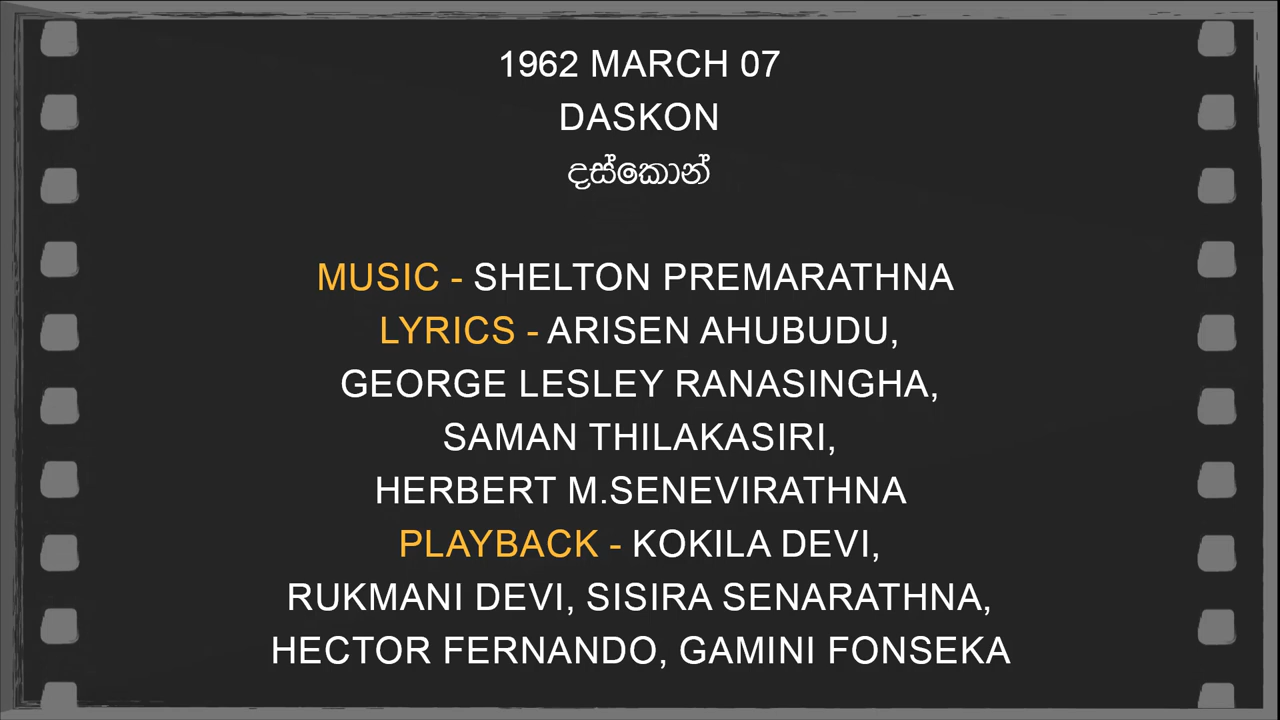 1962 MARCH 07
DASKON
දස්කොන්
MUSIC - SHELTON PREMARATHNA
LYRICS - ARISEN AHUBUDU,
GEORGE LESLEY RANASINGHA,
SAMAN THILAKASIRI,
HERBERT M.SENEVIRATHNA
PLAYBACK - KOKILA DEVI,
RUKMANI DEVI, SISIRA SENARATHNA,
HECTOR FERNANDO, GAMINI FONSEKA